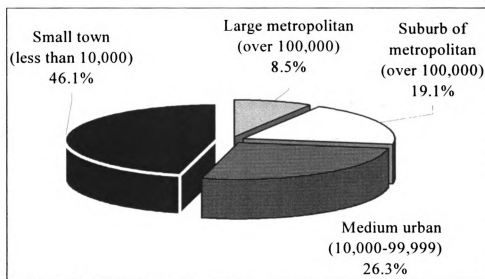 Small town
(less than 10,000)
46.1%
Large metropolitan
(over 100,000)
8.5%
Suburb of
metropolitan
(over 100,000)
19.1%
Medium urban
(10,000-99,999)
26.3%